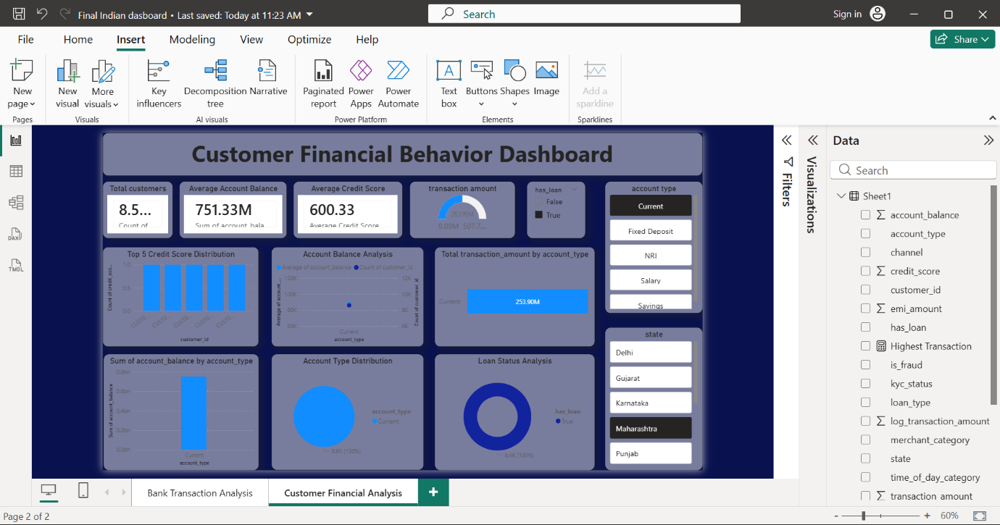 Final Indian dasboard • Last saved: Today at 11:23 AM
Search
Sign in
File Home Insert Modeling View Optimize Help
Share
New page
New visual
More visuals
Key influencers
Decomposition tree
Narrative
Paginated report
Power Apps
Power Automate
Text box
Buttons
Shapes
Image
Add a sparkline
Pages
Visuals
AI visuals
Power Platform
Elements
Sparklines
DAX
TMDL
Customer Financial Behavior Dashboard
Total customers
8.5...
Count of
Average Account Balance
751.33M
Sum of account_bala
Average Credit Score
600.33
Average Credit Score
transaction amount
253.90M
0.00M 507.7...
has_loan
False
True
account type
Current
Fixed Deposit
NRI
Salary
Savings
Top 5 Credit Score Distribution
Count of credit_sco...
1.0
0.5
0.0
CUSTO... CUSTO... CUSTO... CUSTO... CUSTO...
customer_id
Account Balance Analysis
Average of account_balance Count of customer_id
Average of account_...
120K
100K
80K
60K
12K
10K
8K
6K
Count of customer_id
Current
account_type
Total transaction_amount by account_type
Current
253.90M
state
Delhi
Gujarat
Karnataka
Maharashtra
Punjab
Sum of account_balance by account_type
Sum of account_balance
0.8bn
0.6bn
0.4bn
0.2bn
0.0bn
Current
account_type
Account Type Distribution
account_type
Current
8.6K (100%)
Loan Status Analysis
has_loan
True
8.6K (100%)
Filters
Visualizations
Data
Search
Sheet1
account_balance
account_type
channel
credit_score
customer_id
emi_amount
has_loan
Highest Transaction
is_fraud
kyc_status
loan_type
log_transaction_amount
merchant_category
state
time_of_day_category
transaction amount
Bank Transaction Analysis
Customer Financial Analysis
+
Page 2 of 2
- + 60%